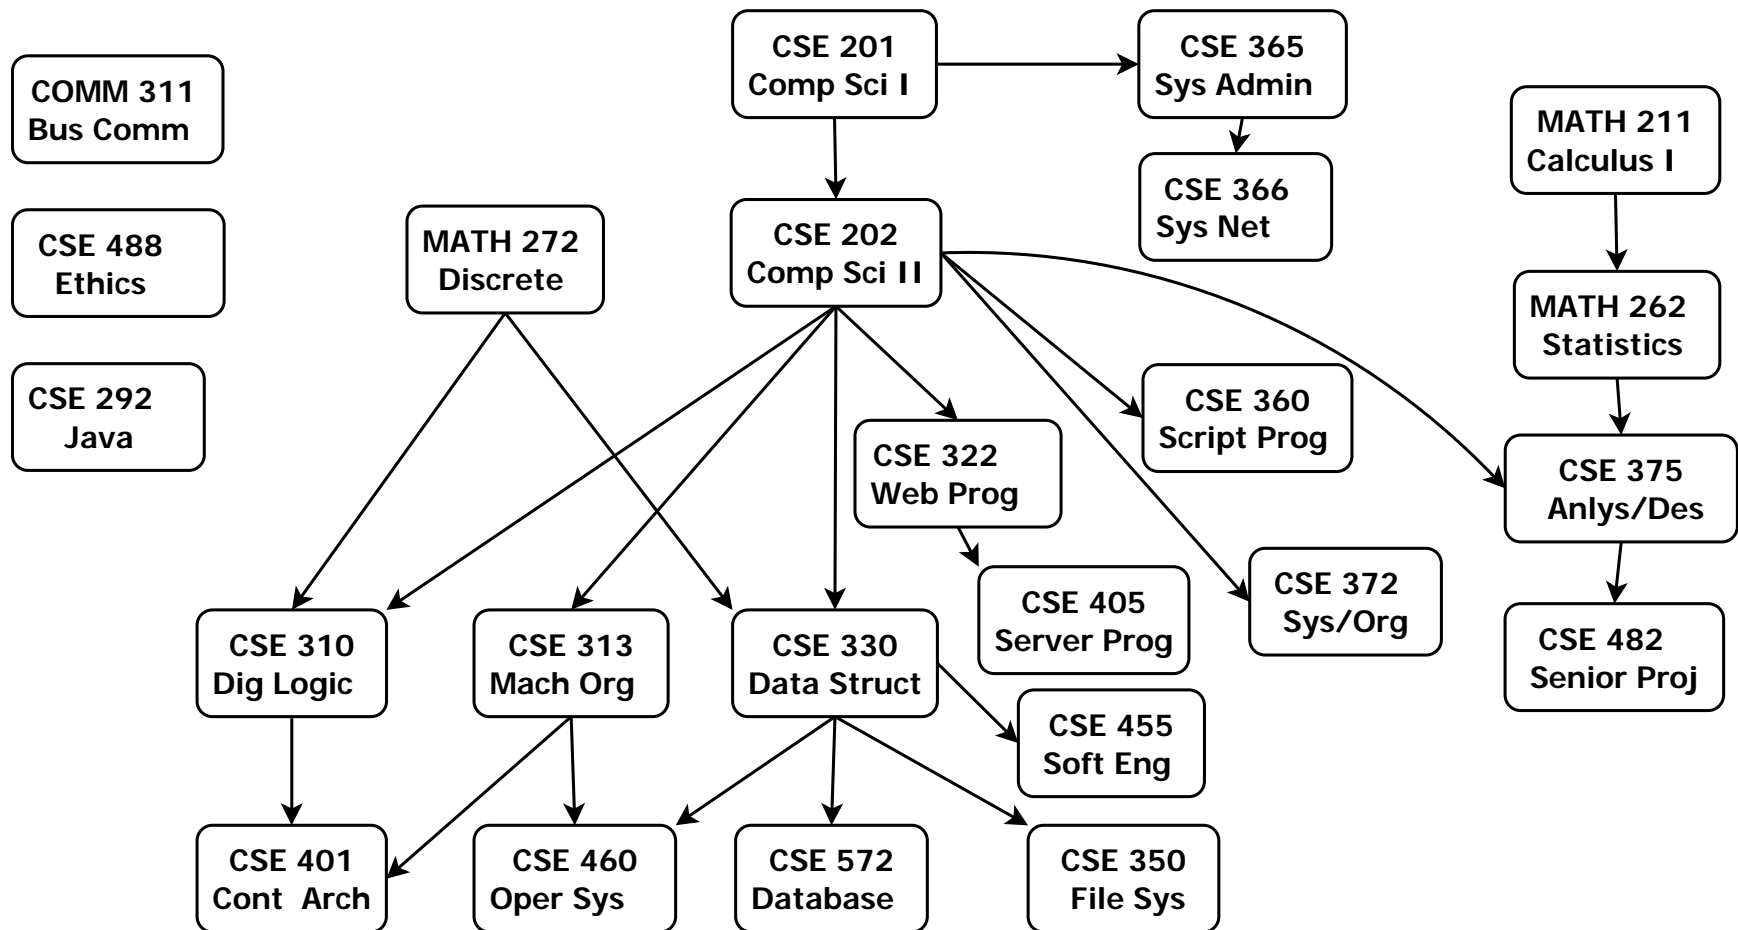 CSE 201
Comp Sci I
CSE 365
Sys Admin
COMM 311
Bus Comm
MATH 211
Calculus I
CSE 366
Sys Net
CSE 488
Ethics
MATH 272
Discrete
CSE 202
Comp Sci II
MATH 262
Statistics
CSE 292
Java
CSE 360
Script Prog
CSE 322
Web Prog
CSE 375
Anlys/Des
CSE 405
Server Prog
CSE 372
Sys/Org
CSE 310
Dig Logic
CSE 313
Mach Org
CSE 330
Data Struct
CSE 482
Senior Proj
CSE 455
Soft Eng
CSE 401
Cont Arch
CSE 460
Oper Sys
CSE 572
Database
CSE 350
File Sys